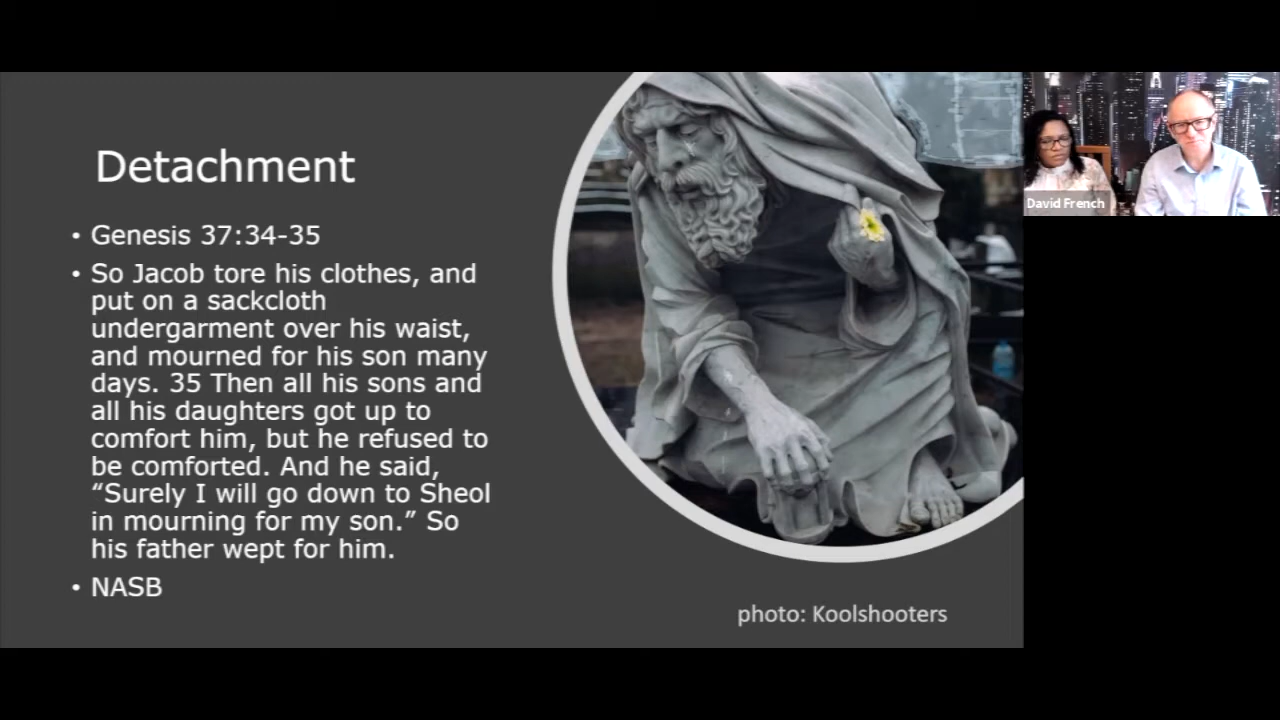 Detachment
• Genesis 37:34-35
• So Jacob tore his clothes, and
put on a sackcloth
undergarment over his waist,
and mourned for his son many
days. 35 Then all his sons and
all his daughters got up to
comfort him, but he refused to
be comforted. And he said,
“Surely I will go down to Sheol
in mourning for my son.” So
his father wept for him.
• NASB
photo: Koolshooters
David French